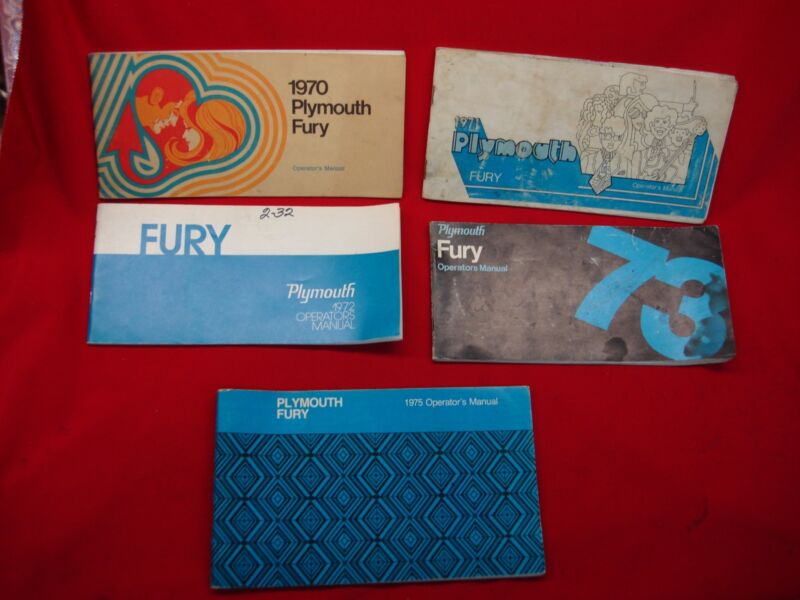 1970
Plymouth
Fury
Operator's Manual
1971
Plymouth
FURY
Operator's Manual
2-32
FURY
Plymouth
1972
OPERATORS
MANUAL
Plymouth
Fury
Operators Manual
73
PLYMOUTH
FURY
1975 Operator's Manual